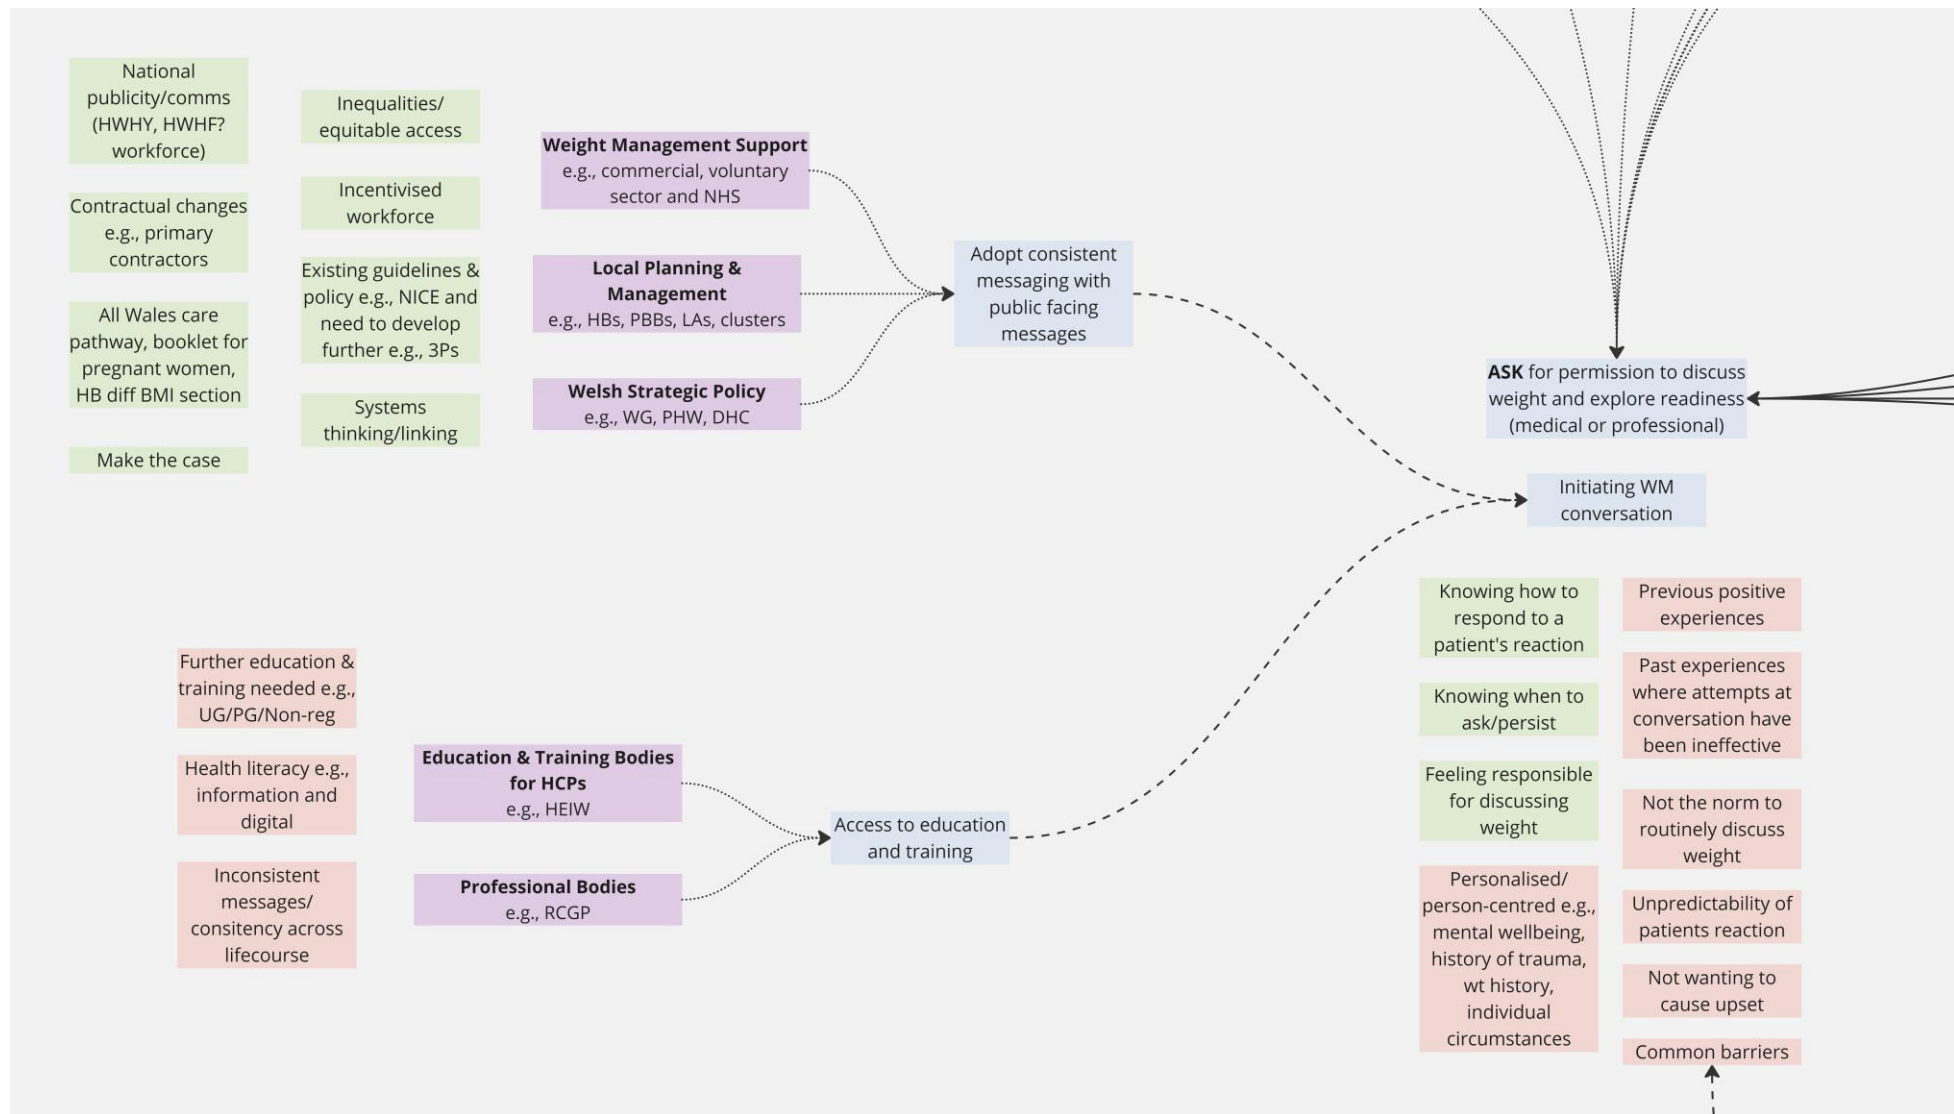 National
publicity/comms
(HWHY, HWHF?
workforce)
Contractual changes
e.g., primary
contractors
All Wales care
pathway, booklet for
pregnant women,
HB diff BMI section
Make the case
Inequalities/
equitable access
Incentivised
workforce
Existing guidelines &
policy e.g., NICE and
need to develop
further e.g., 3Ps
Systems
thinking/linking
Weight Management Support
e.g., commercial, voluntary
sector and NHS
Local Planning &
Management
e.g., HBs, PBBs, LAs, clusters
Welsh Strategic Policy
e.g., WG, PHW, DHC
Adopt consistent
messaging with
public facing
messages
ASK for permission to discuss
weight and explore readiness
(medical or professional)
Initiating WM
conversation
Further education &
training needed e.g.,
UG/PG/Non-reg
Health literacy e.g.,
information and
digital
Inconsistent
messages/
consitency across
lifecourse
Education & Training Bodies
for HCPs
e.g., HEIW
Professional Bodies
e.g., RCGP
Access to education
and training
Knowing how to
respond to a
patient's reaction
Knowing when to
ask/persist
Feeling responsible
for discussing
weight
Personalised/
person-centred e.g.,
mental wellbeing,
history of trauma,
wt history,
individual
circumstances
Previous positive
experiences
Past experiences
where attempts at
conversation have
been ineffective
Not the norm to
routinely discuss
weight
Unpredictability of
patients reaction
Not wanting to
cause upset
Common barriers